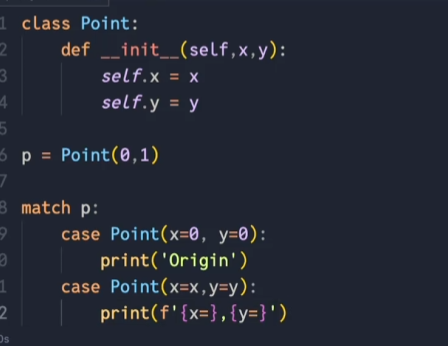 1 class Point:
2     def __init__(self,x,y):
3         self.x = x
4         self.y = y
5
6 p = Point(0,1)
7
8 match p:
9     case Point(x=0, y=0):
0         print('Origin')
1     case Point(x=x,y=y):
2         print(f'{x=},{y=}')
0s